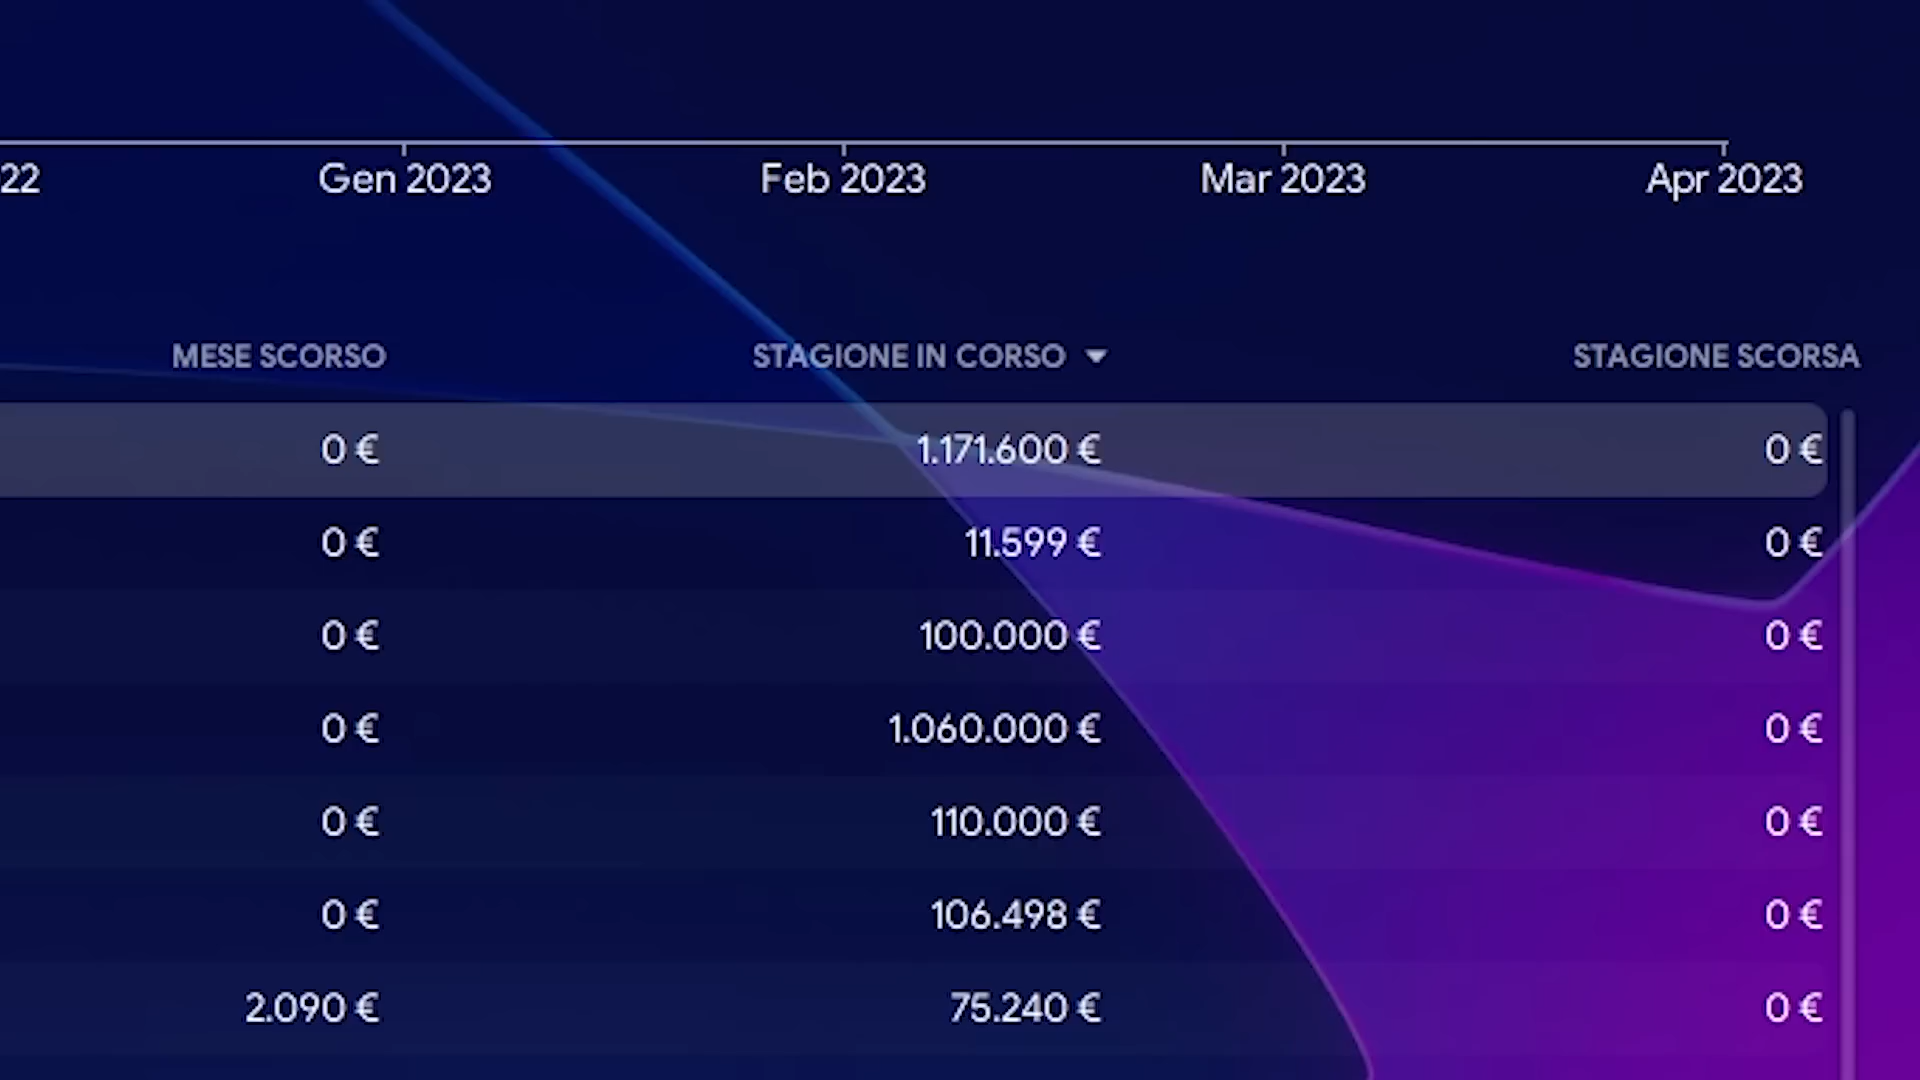 22 Gen 2023 Feb 2023 Mar 2023 Apr 2023
MESE SCORSO STAGIONE IN CORSO STAGIONE SCORSA
0 € 1.171.600 € 0 €
0 € 11.599 € 0 €
0 € 100.000 € 0 €
0 € 1.060.000 € 0 €
0 € 110.000 € 0 €
0 € 106.498 € 0 €
2.090 € 75.240 € 0 €